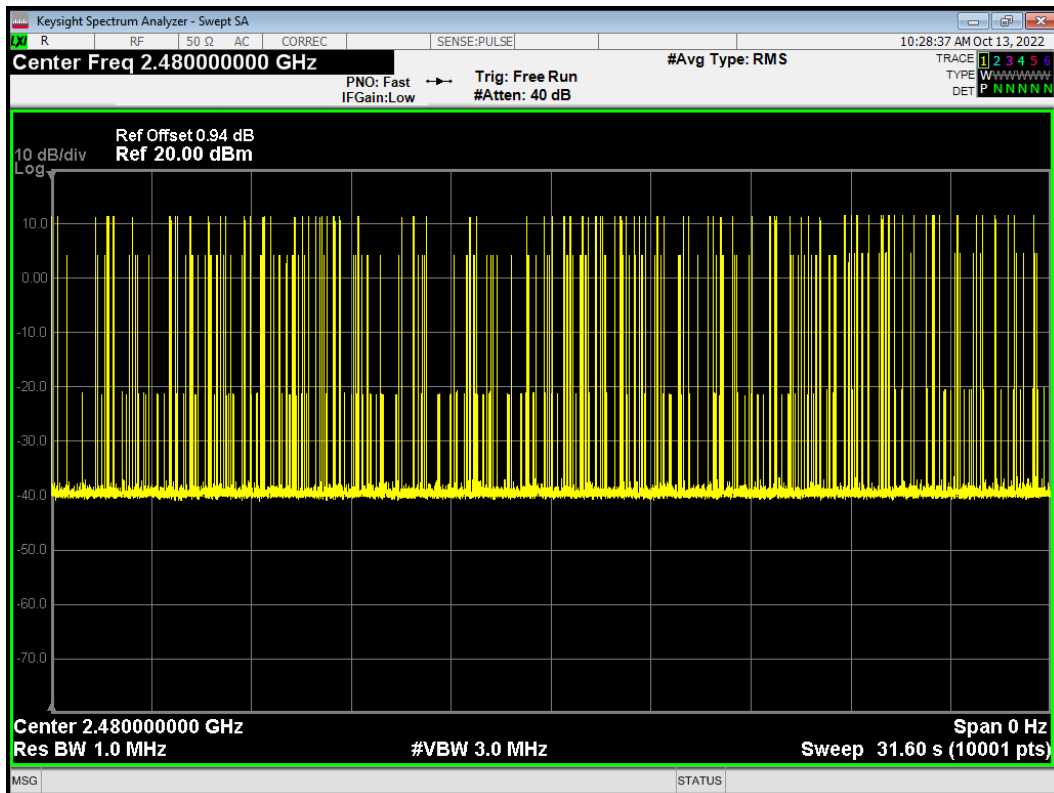 Keysight Spectrum Analyzer - Swept SA
LXI R RF 50 Ω AC CORREC SENSE:PULSE 10:28:37 AM Oct 13, 2022
Center Freq 2.480000000 GHz #Avg Type: RMS TRACE 1 2 3 4 5 6
PNO: Fast Trig: Free Run TYPE WWWWWW
IFGain:Low #Atten: 40 dB DET P N N N N N
Ref Offset 0.94 dB
10 dB/div Ref 20.00 dBm
Log
10.0
0.00
-10.0
-20.0
-30.0
-40.0
-50.0
-60.0
-70.0
Center 2.480000000 GHz Span 0 Hz
Res BW 1.0 MHz #VBW 3.0 MHz Sweep 31.60 s (10001 pts)
MSG STATUS